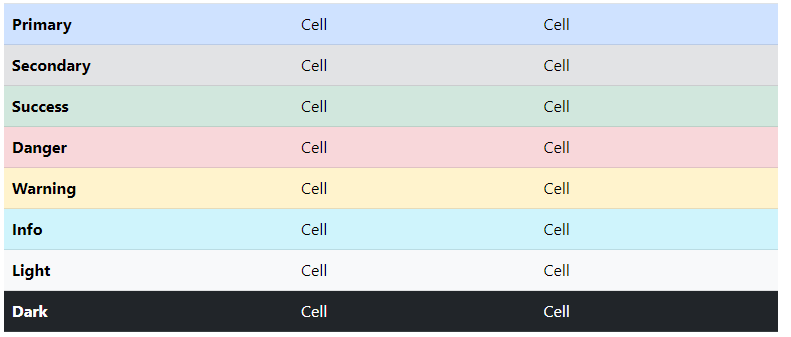 Primary Cell Cell
Secondary Cell Cell
Success Cell Cell
Danger Cell Cell
Warning Cell Cell
Info Cell Cell
Light Cell Cell
Dark Cell Cell